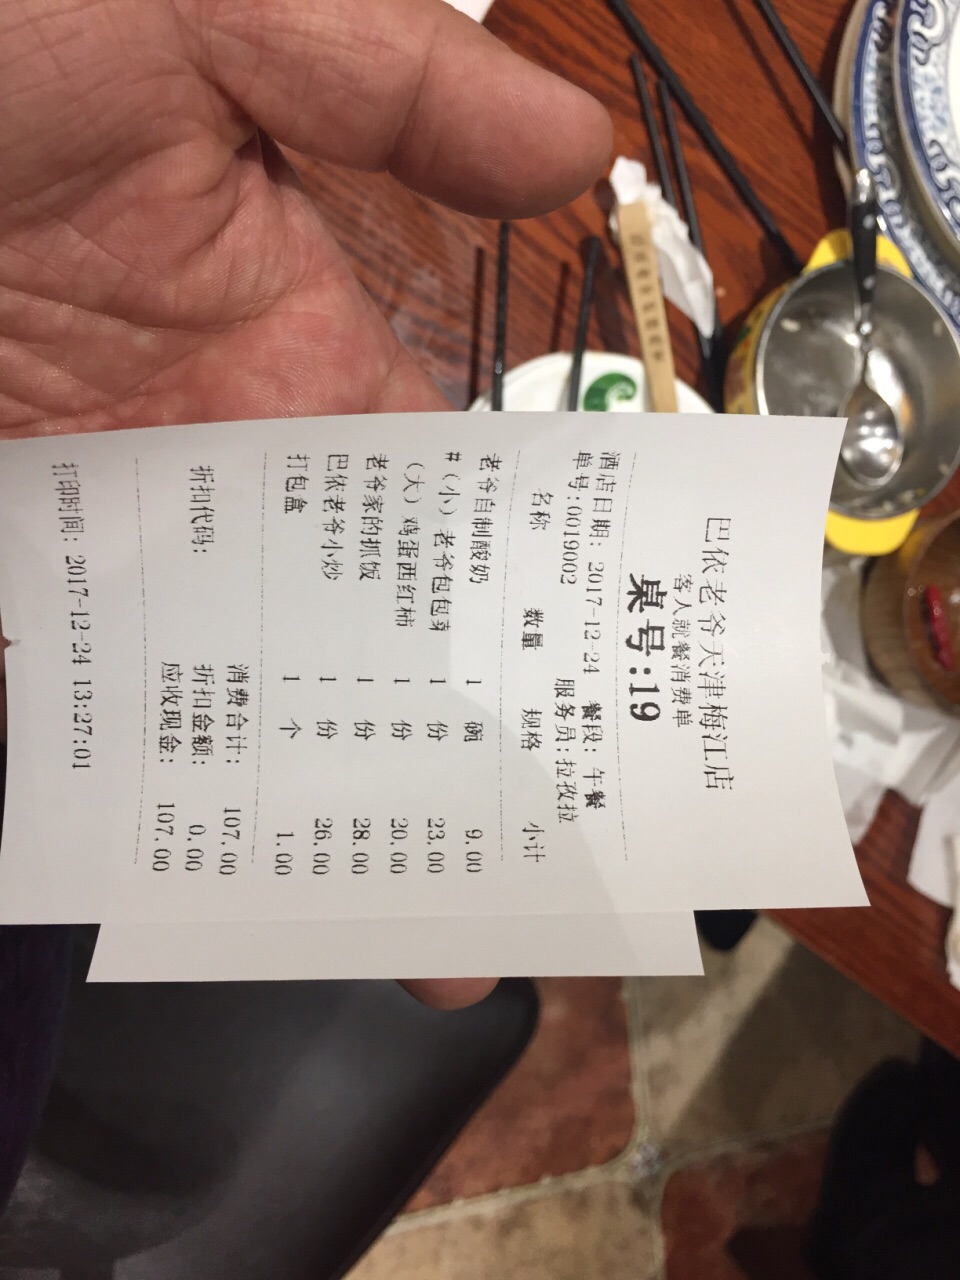 巴依老爷天津梅江店
客人就餐消费单
桌号:19
酒店日期: 2017-12-24 餐段: 午餐
单号:0019002 服务员:拉孜拉
名称 数量 规格 小计
老爷自制酸奶 1 碗 9.00
#(小)老爷包包菜 1 份 23.00
(大)鸡蛋西红柿 1 份 20.00
老爷家的抓饭 1 份 28.00
巴依老爷小炒 1 份 26.00
打包盒 1 个 1.00
消费合计: 107.00
折扣代码: 折扣金额: 0.00
应收现金: 107.00
打印时间: 2017-12-24 13:27:01